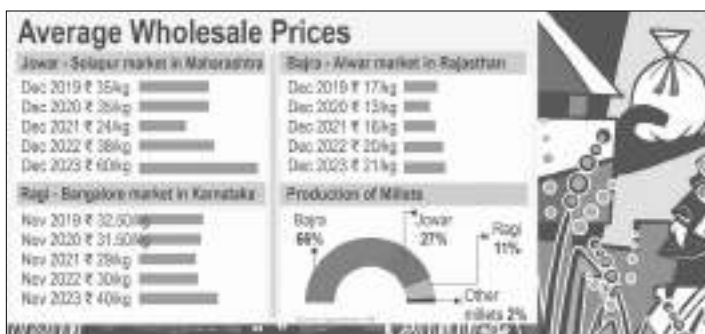 Average Wholesale Prices
Jowar - Solapur market in Maharashtra
Dec 2019 ₹ 35/kg
Dec 2020 ₹ 35/kg
Dec 2021 ₹ 24/kg
Dec 2022 ₹ 38/kg
Dec 2023 ₹ 60/kg
Bajra - Alwar market in Rajasthan
Dec 2019 ₹ 17/kg
Dec 2020 ₹ 13/kg
Dec 2021 ₹ 16/kg
Dec 2022 ₹ 20/kg
Dec 2023 ₹ 21/kg
Ragi - Bangalore market in Karnataka
Nov 2019 ₹ 32.50/kg
Nov 2020 ₹ 31.50/kg
Nov 2021 ₹ 29/kg
Nov 2022 ₹ 30/kg
Nov 2023 ₹ 40/kg
Production of Millets
Bajra
Jowar
27%
Ragi
11%
Other
millets 2%